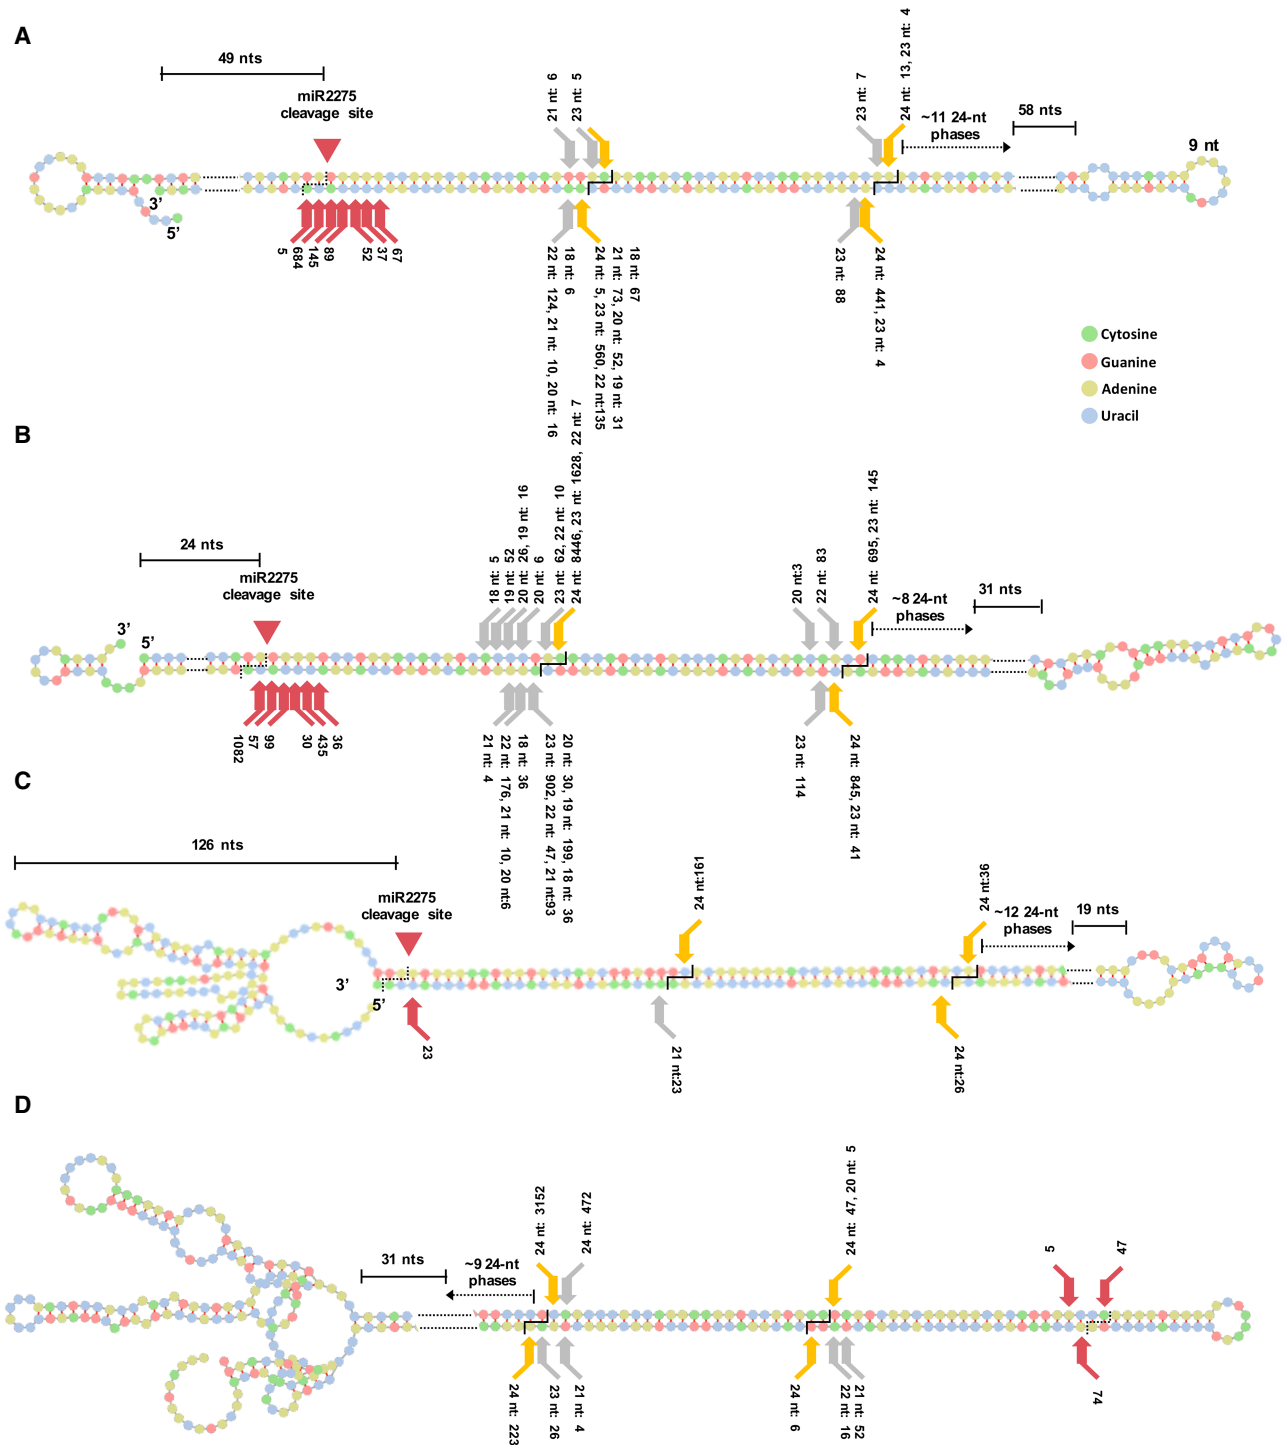 A
49 nts
miR2275
cleavage site
21 nt: 6
23 nt: 5
23 nt: 7
24 nt: 13, 23 nt: 4
~11 24-nt
phases
58 nts
9 nt
3’
5’
5
684
145
89
52
37
67
22 nt: 124, 21 nt: 10, 20 nt: 16
18 nt: 6
24 nt: 5, 23 nt: 560, 22 nt:135
21 nt: 73, 20 nt: 52, 19 nt: 31
18 nt: 67
23 nt: 88
24 nt: 441, 23 nt: 4
Cytosine
Guanine
Adenine
Uracil
B
24 nts
miR2275
cleavage site
18 nt: 5
19 nt: 52
20 nt: 26, 19 nt: 16
20 nt: 6
23 nt: 62, 22 nt: 10
24 nt: 8446, 23 nt: 1628, 22 nt: 7
20 nt:3
22 nt: 83
24 nt: 695, 23 nt: 145
~8 24-nt
phases
31 nts
3’
5’
1082
57
99
30
435
36
21 nt: 4
22 nt: 176, 21 nt: 10, 20 nt:6
18 nt: 36
23 nt: 902, 22 nt: 47, 21 nt:93
20 nt: 30, 19 nt: 199, 18 nt: 36
23 nt: 114
24 nt: 845, 23 nt: 41
C
126 nts
miR2275
cleavage site
24 nt:161
24 nt:36
~12 24-nt
phases
19 nts
3’
5’
23
21 nt:23
24 nt:26
D
31 nts
~9 24-nt
phases
24 nt: 3152
24 nt: 472
24 nt: 47, 20 nt: 5
5
47
24 nt: 223
23 nt: 26
21 nt: 4
24 nt: 6
22 nt: 16
21 nt: 52
74